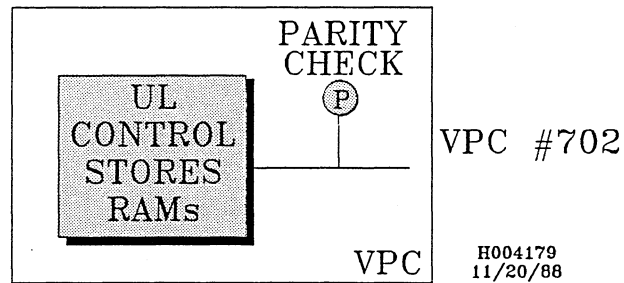 PARITY
CHECK
P
UL
CONTROL
STORES
RAMs
VPC #702
VPC
H004179
11/20/88